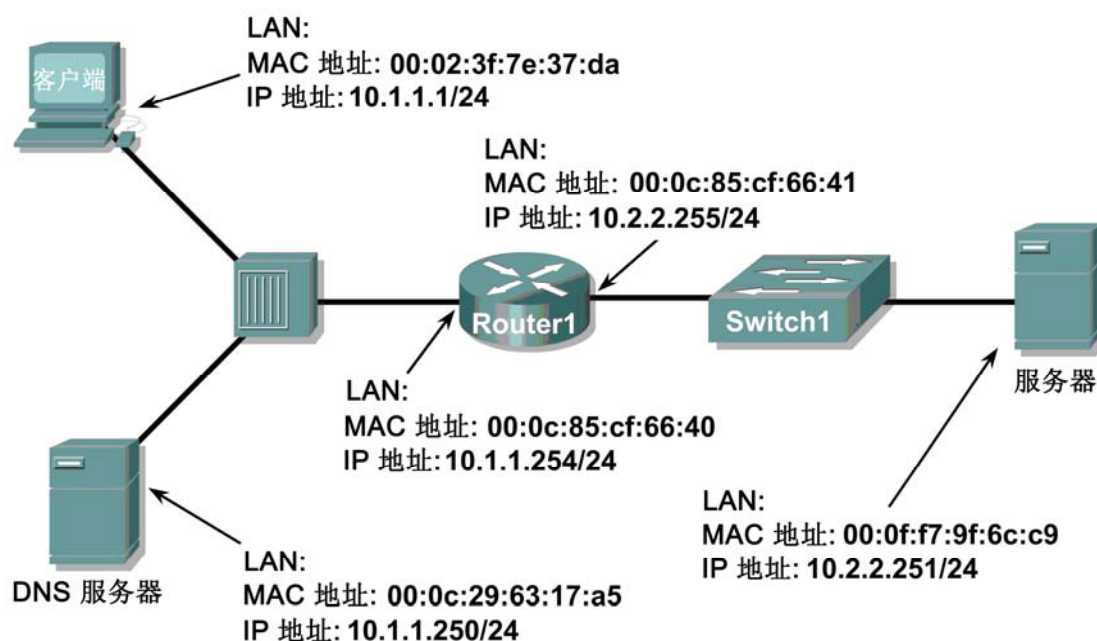 LAN:
MAC 地址: 00:02:3f:7e:37:da
IP 地址: 10.1.1.1/24
客户端
LAN:
MAC 地址: 00:0c:85:cf:66:41
IP 地址: 10.2.2.255/24
Router1
Switch1
服务器
LAN:
MAC 地址: 00:0c:85:cf:66:40
IP 地址: 10.1.1.254/24
LAN:
MAC 地址: 00:0f:f7:9f:6c:c9
IP 地址: 10.2.2.251/24
DNS 服务器
LAN:
MAC 地址: 00:0c:29:63:17:a5
IP 地址: 10.1.1.250/24